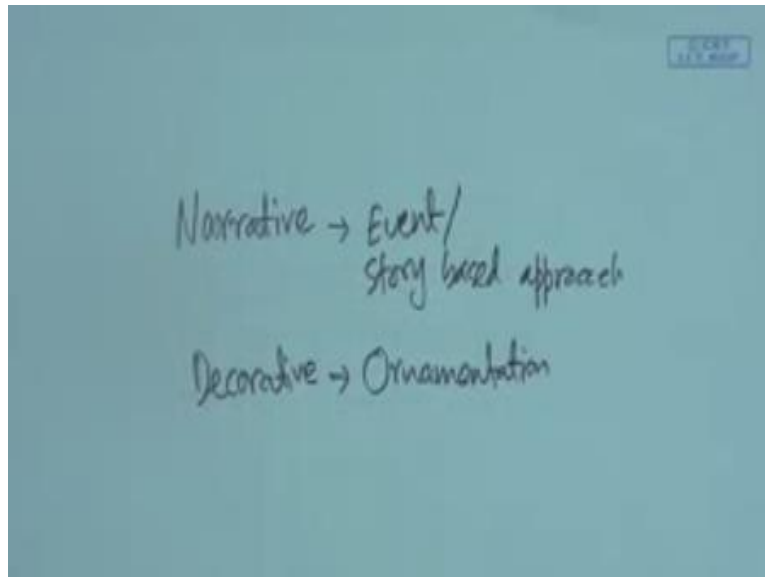 Narrative → Event/
Story based approach
Decorative → Ornamentation